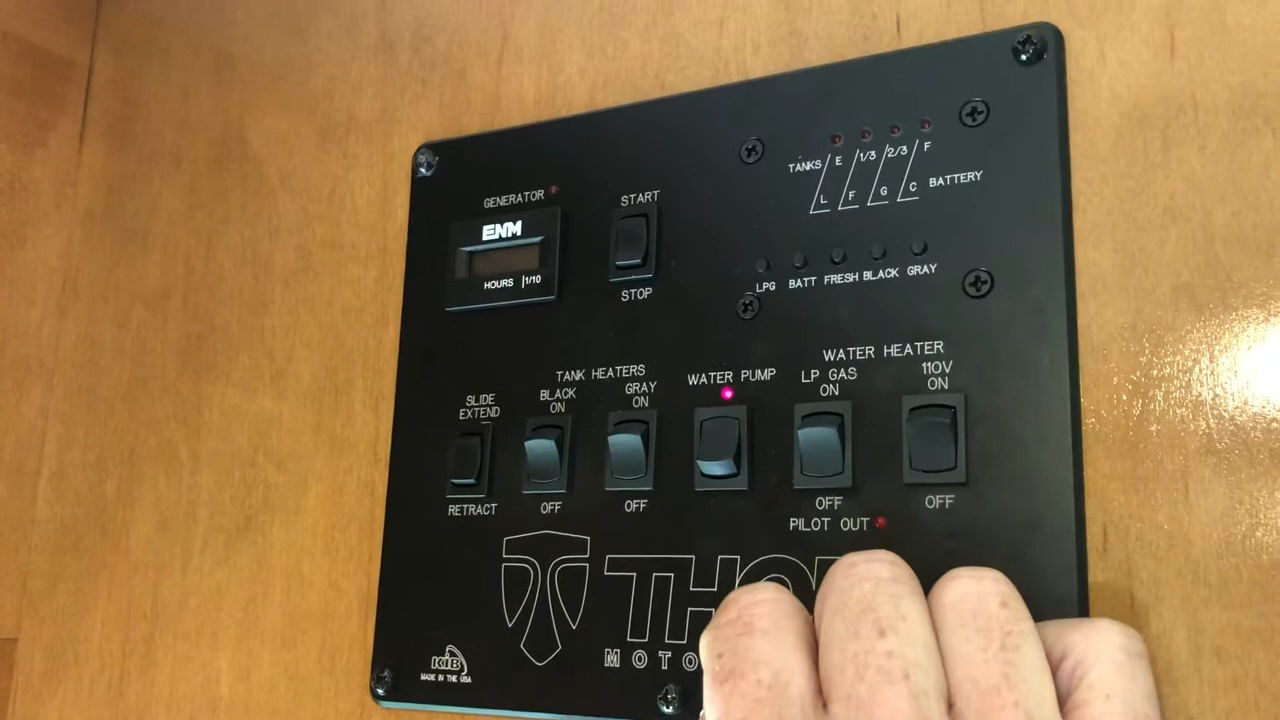 GENERATOR
ENM
HOURS 1/10
START
STOP
TANKS E 1/3 2/3 F
L F G C BATTERY
LPG BATT FRESH BLACK GRAY
SLIDE
EXTEND
RETRACT
TANK HEATERS
BLACK
ON
OFF
GRAY
ON
OFF
WATER PUMP
WATER HEATER
LP GAS
ON
OFF
PILOT OUT
110V
ON
OFF
KIB
MADE IN THE USA